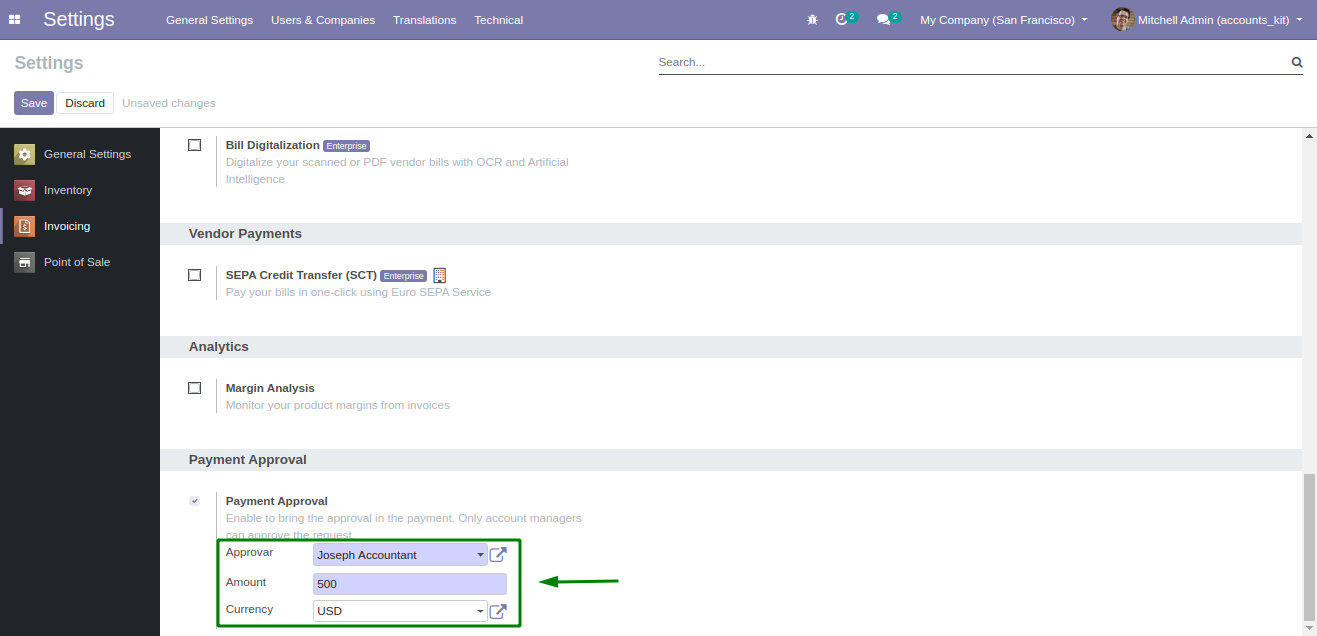 Settings General Settings Users & Companies Translations Technical 2 2 My Company (San Francisco) Mitchell Admin (accounts_kit)
Settings Search...
Save Discard Unsaved changes
General Settings
Inventory
Invoicing
Point of Sale
Bill Digitalization Enterprise
Digitalize your scanned or PDF vendor bills with OCR and Artificial
Intelligence
Vendor Payments
SEPA Credit Transfer (SCT) Enterprise
Pay your bills in one-click using Euro SEPA Service
Analytics
Margin Analysis
Monitor your product margins from invoices
Payment Approval
Payment Approval
Enable to bring the approval in the payment. Only account managers
can approve the request
Approvar Joseph Accountant
Amount 500
Currency USD